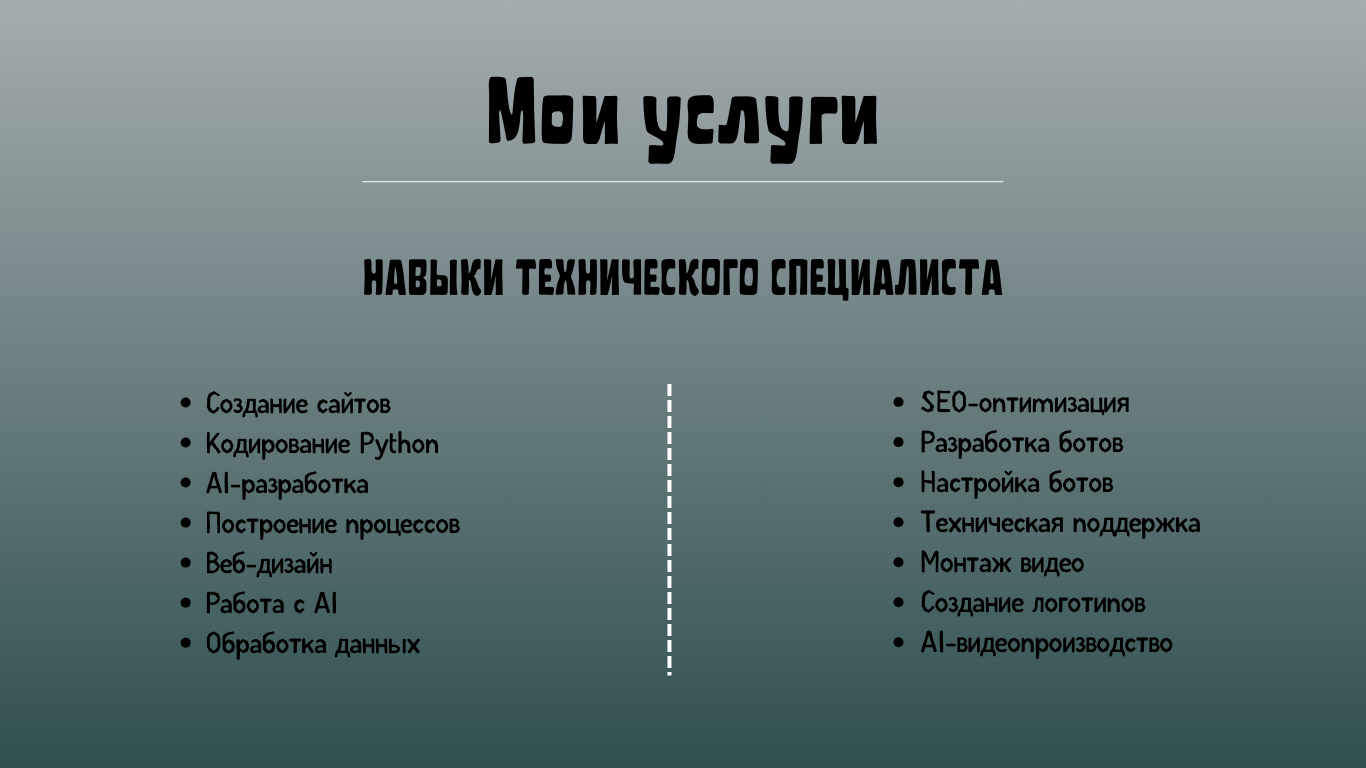 Мои услуги
НАВЫКИ ТЕХНИЧЕСКОГО СПЕЦИАЛИСТА
• Создание сайтов
• Кодирование Python
• AI-разработка
• Построение процессов
• Веб-дизайн
• Работа с AI
• Обработка данных
• SEO-оптимизация
• Разработка ботов
• Настройка ботов
• Техническая поддержка
• Монтаж видео
• Создание логотипов
• AI-видеопроизводство